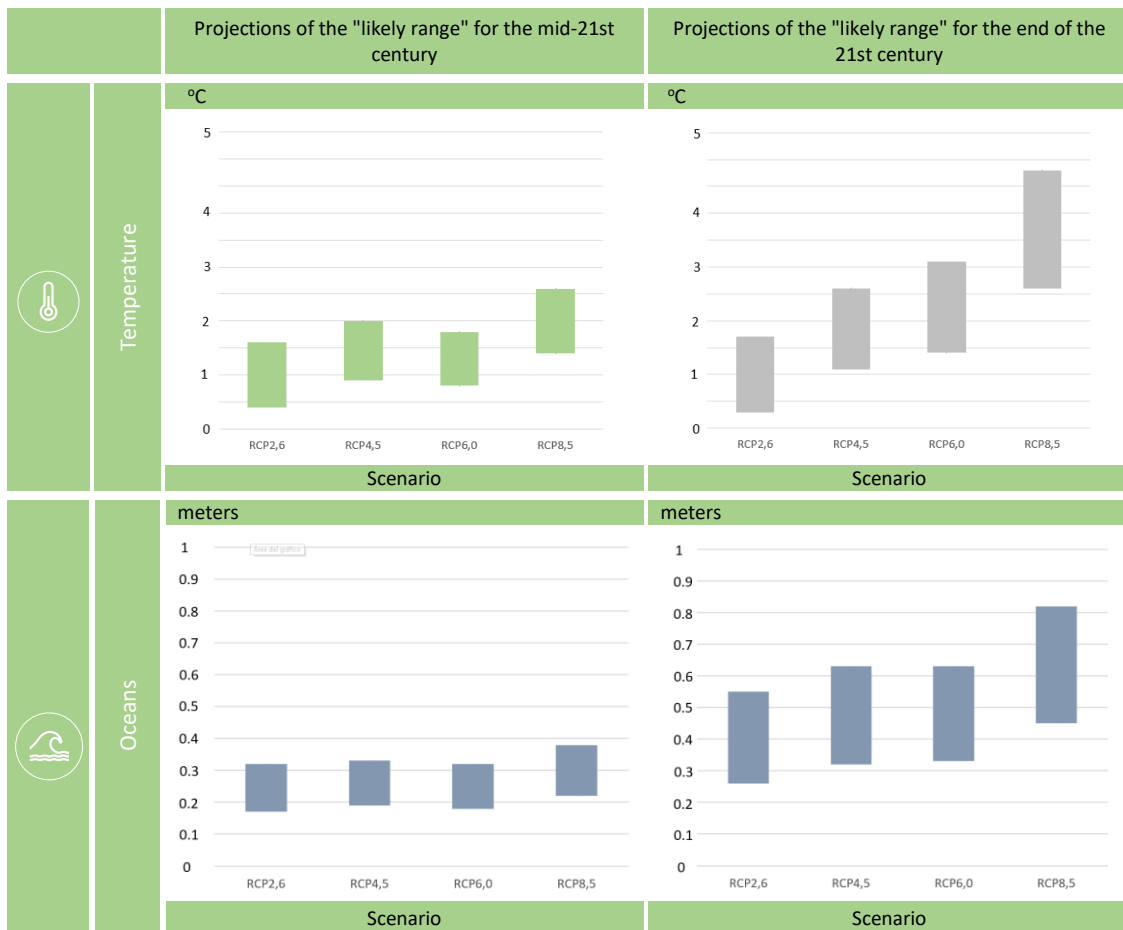 Projections of the "likely range" for the mid-21st
century
Projections of the "likely range" for the end of the
21st century
Temperature
oC
5
4
3
2
1
0
RCP2,6
RCP4,5
RCP6,0
RCP8,5
Scenario
oC
5
4
3
2
1
0
RCP2,6
RCP4,5
RCP6,0
RCP8,5
Scenario
Oceans
meters
Área del gráfico
1
0.9
0.8
0.7
0.6
0.5
0.4
0.3
0.2
0.1
0
RCP2,6
RCP4,5
RCP6,0
RCP8,5
Scenario
meters
1
0.9
0.8
0.7
0.6
0.5
0.4
0.3
0.2
0.1
0
RCP2,6
RCP4,5
RCP6,0
RCP8,5
Scenario